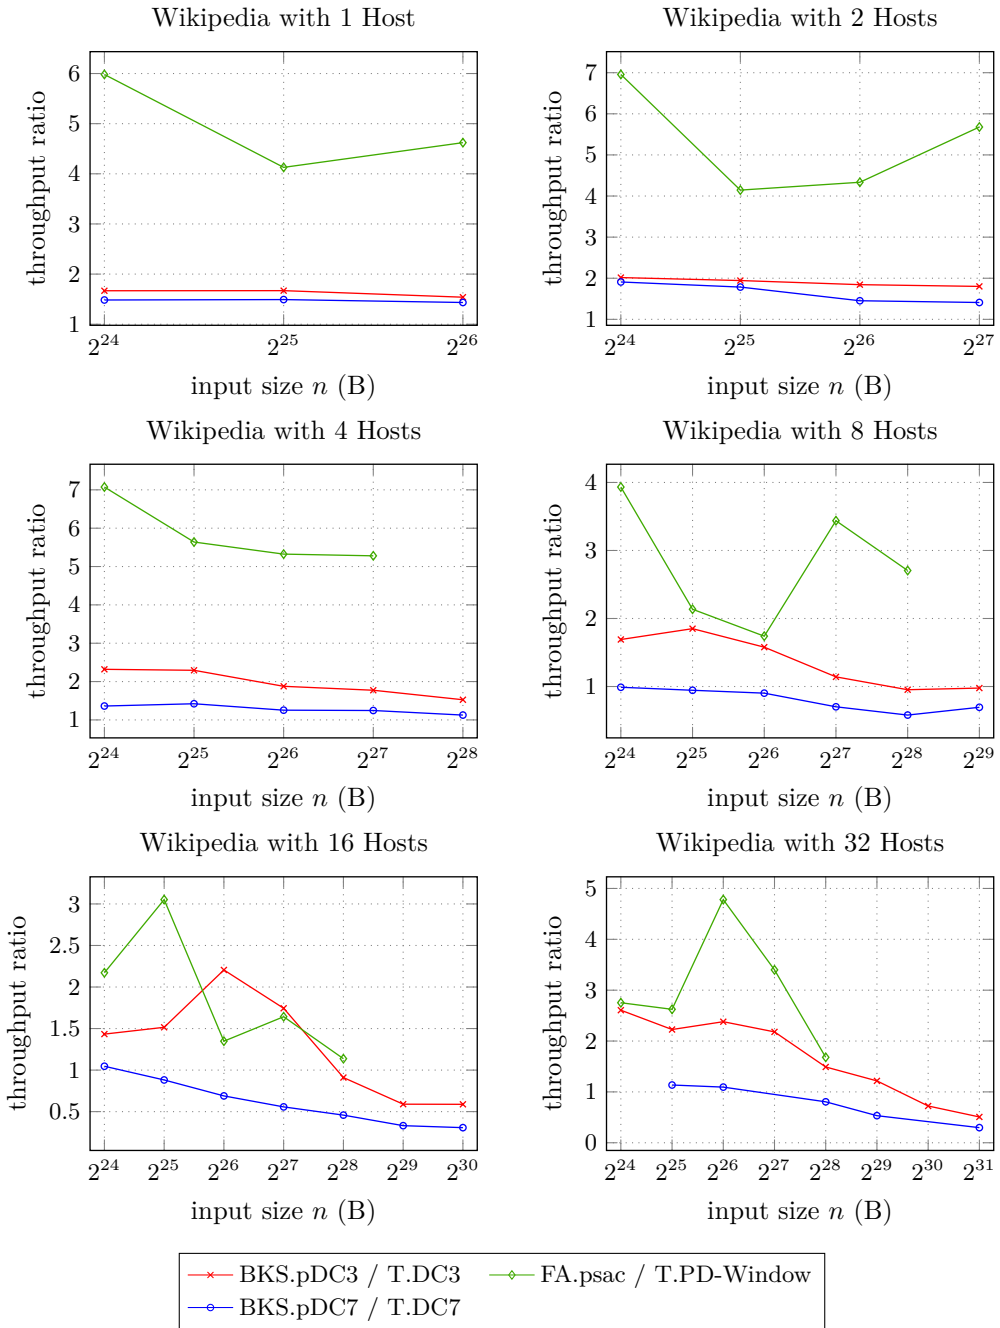 Wikipedia with 1 Host
throughput ratio
6
5
4
3
2
1
2^24 2^25 2^26
input size n (B)
Wikipedia with 2 Hosts
throughput ratio
7
6
5
4
3
2
1
2^24 2^25 2^26 2^27
input size n (B)
Wikipedia with 4 Hosts
throughput ratio
7
6
5
4
3
2
1
2^24 2^25 2^26 2^27 2^28
input size n (B)
Wikipedia with 8 Hosts
throughput ratio
4
3
2
1
2^24 2^25 2^26 2^27 2^28 2^29
input size n (B)
Wikipedia with 16 Hosts
throughput ratio
3
2.5
2
1.5
1
0.5
2^24 2^25 2^26 2^27 2^28 2^29 2^30
input size n (B)
Wikipedia with 32 Hosts
throughput ratio
5
4
3
2
1
0
2^24 2^25 2^26 2^27 2^28 2^29 2^30 2^31
input size n (B)
BKS.pDC3 / T.DC3
FA.psac / T.PD-Window
BKS.pDC7 / T.DC7